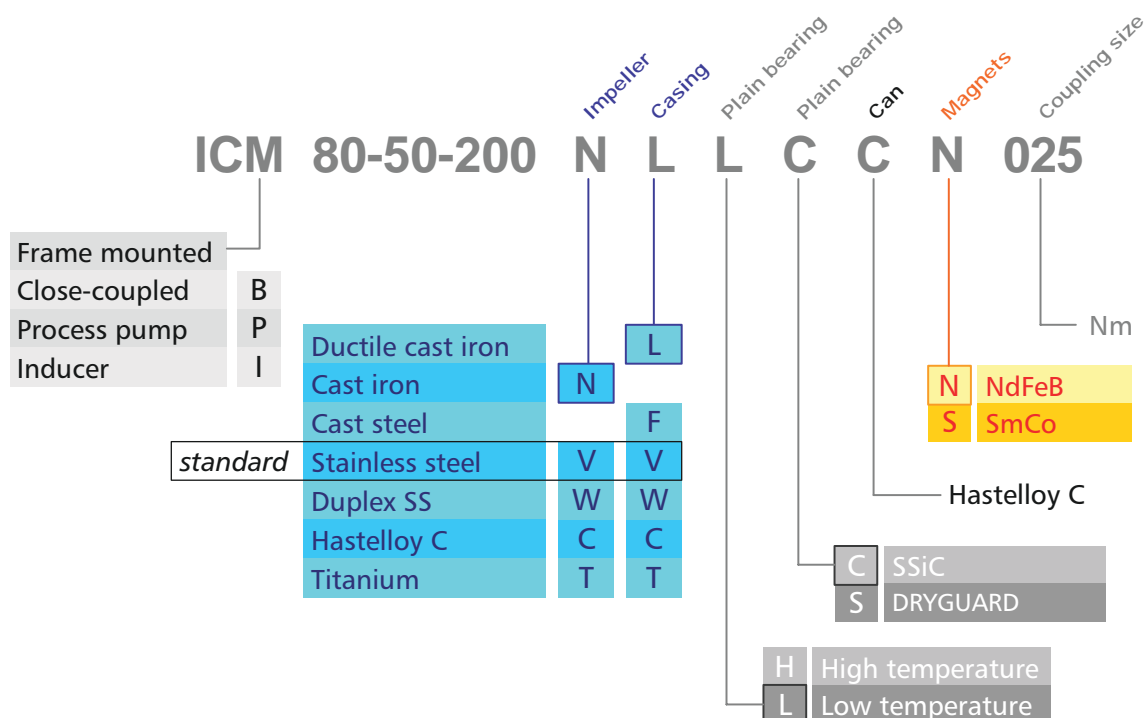 Impeller
Casing
Plain bearing
Plain bearing
Can
Magnets
Coupling size
ICM 80-50-200 N L L C C N 025
Frame mounted
Close-coupled B
Process pump P
Inducer I
Nm
Ductile cast iron L
Cast iron N
Cast steel F
standard Stainless steel V V
Duplex SS W W
Hastelloy C C C
Titanium T T
N NdFeB
S SmCo
Hastelloy C
C SSiC
S DRYGUARD
H High temperature
L Low temperature